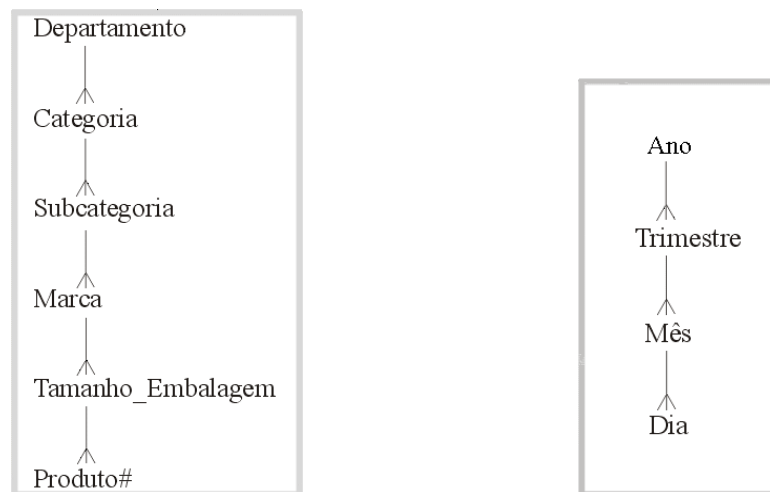 Departamento
Categoria
Subcategoria
Marca
Tamanho_Embalagem
Produto#
Ano
Trimestre
Mês
Dia